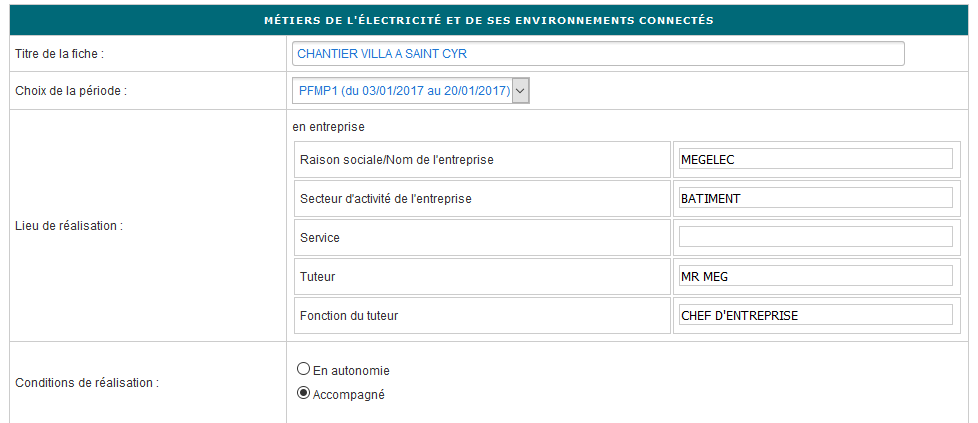 MÉTIERS DE L'ÉLECTRICITÉ ET DE SES ENVIRONNEMENTS CONNECTÉS
Titre de la fiche : CHANTIER VILLA A SAINT CYR
Choix de la période : PFMP1 (du 03/01/2017 au 20/01/2017)
en entreprise
Raison sociale/Nom de l'entreprise MEGELEC
Secteur d'activité de l'entreprise BATIMENT
Lieu de réalisation :
Service
Tuteur MR MEG
Fonction du tuteur CHEF D'ENTREPRISE
Conditions de réalisation :
En autonomie
Accompagné